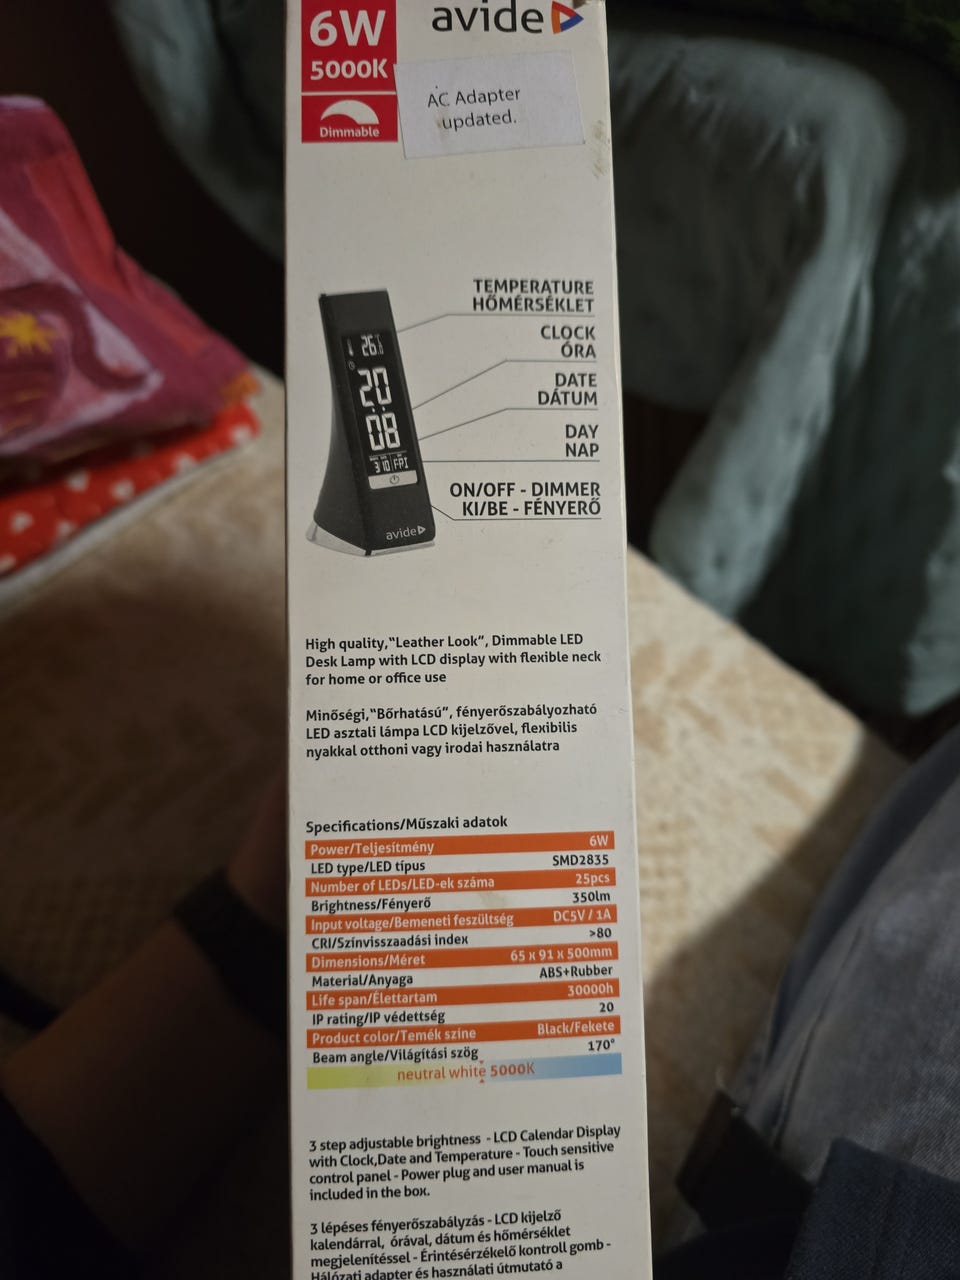 6W
5000K
Dimmable
avide
AC Adapter
updated.
TEMPERATURE
HŐMÉRSÉKLET
CLOCK
ÓRA
DATE
DÁTUM
DAY
NAP
ON/OFF - DIMMER
KI/BE - FÉNYERŐ
26
20
08
3 10 FRI
avide
High quality,"Leather Look", Dimmable LED
Desk Lamp with LCD display with flexible neck
for home or office use
Minőségi,"Bőrhatású", fényerőszabályozható
LED asztali lámpa LCD kijelzővel, flexibilis
nyakkal otthoni vagy irodai használatra
Specifications/Műszaki adatok
Power/Teljesítmény 6W
LED type/LED típus SMD2835
Number of LEDs/LED-ek száma 25pcs
Brightness/Fényerő 350lm
Input voltage/Bemeneti feszültség DC5V / 1A
CRI/Színvisszaadási index >80
Dimensions/Méret 65 x 91 x 500mm
Material/Anyaga ABS+Rubber
Life span/Élettartam 30000h
IP rating/IP védettség 20
Product color/Temék színe Black/Fekete
Beam angle/Világítási szög 170°
neutral white 5000K
3 step adjustable brightness - LCD Calendar Display
with Clock,Date and Temperature - Touch sensitive
control panel - Power plug and user manual is
included in the box.
3 lépéses fényerőszabályzás - LCD kijelző
kalendárral, órával, dátum és hőmérséklet
megjelenítéssel - Érintésérzékelő kontroll gomb -
Hálózati adapter és használati útmutató a